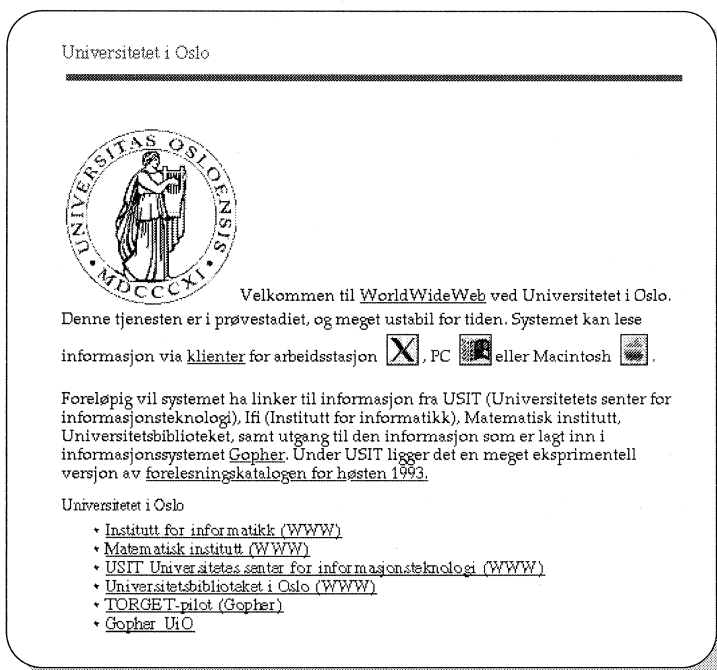 Universitetet i Oslo
UNIVERSITAS OSLOENSIS
MDCCCXI
Velkommen til WorldWideWeb ved Universitetet i Oslo.
Denne tjenesten er i prøvestadiet, og meget ustabil for tiden. Systemet kan lese
informasjon via klienter for arbeidsstasjon X , PC eller Macintosh .
Foreløpig vil systemet ha linker til informasjon fra USIT (Universitetets senter for
informasjonsteknologi), Ifi (Institutt for informatikk), Matematisk institutt,
Universitetsbiblioteket, samt utgang til den informasjon som er lagt inn i
informasjonssystemet Gopher. Under USIT ligger det en meget eksprimentell
versjon av forelesningskatalogen for høsten 1993.
Universitetet i Oslo
• Institutt for informatikk (WWW)
• Matematisk institutt (WWW)
• USIT Universitetes senter for informasjonsteknologi (WWW)
• Universitetsbiblioteket i Oslo (WWW)
• TORGET-pilot (Gopher)
• Gopher UiO